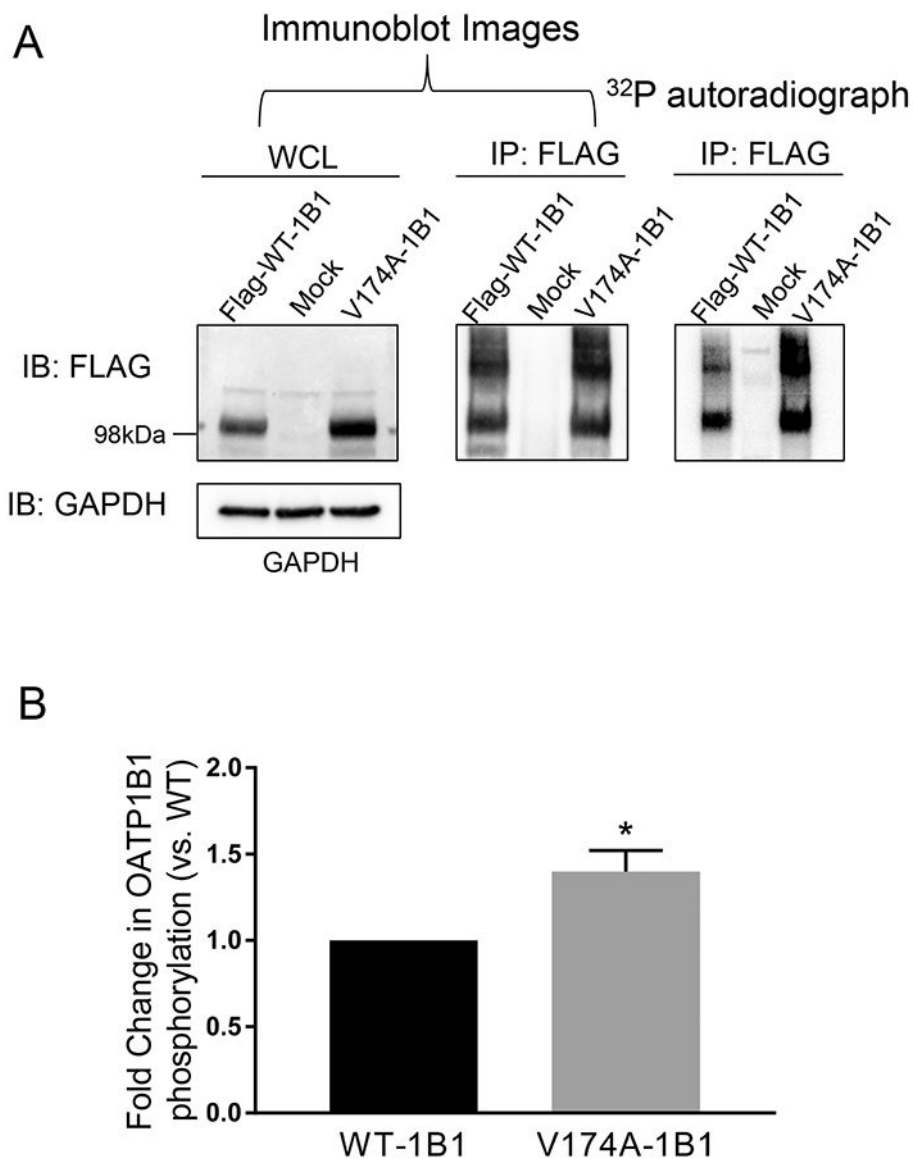 A
Immunoblot Images
³²P autoradiograph
WCL
IP: FLAG
IP: FLAG
Flag-WT-1B1
Mock
V174A-1B1
Flag-WT-1B1
Mock
V174A-1B1
Flag-WT-1B1
Mock
V174A-1B1
IB: FLAG
98kDa
IB: GAPDH
GAPDH
B
Fold Change in OATP1B1
phosphorylation (vs. WT)
2.0
1.5
1.0
0.5
0.0
*
WT-1B1
V174A-1B1